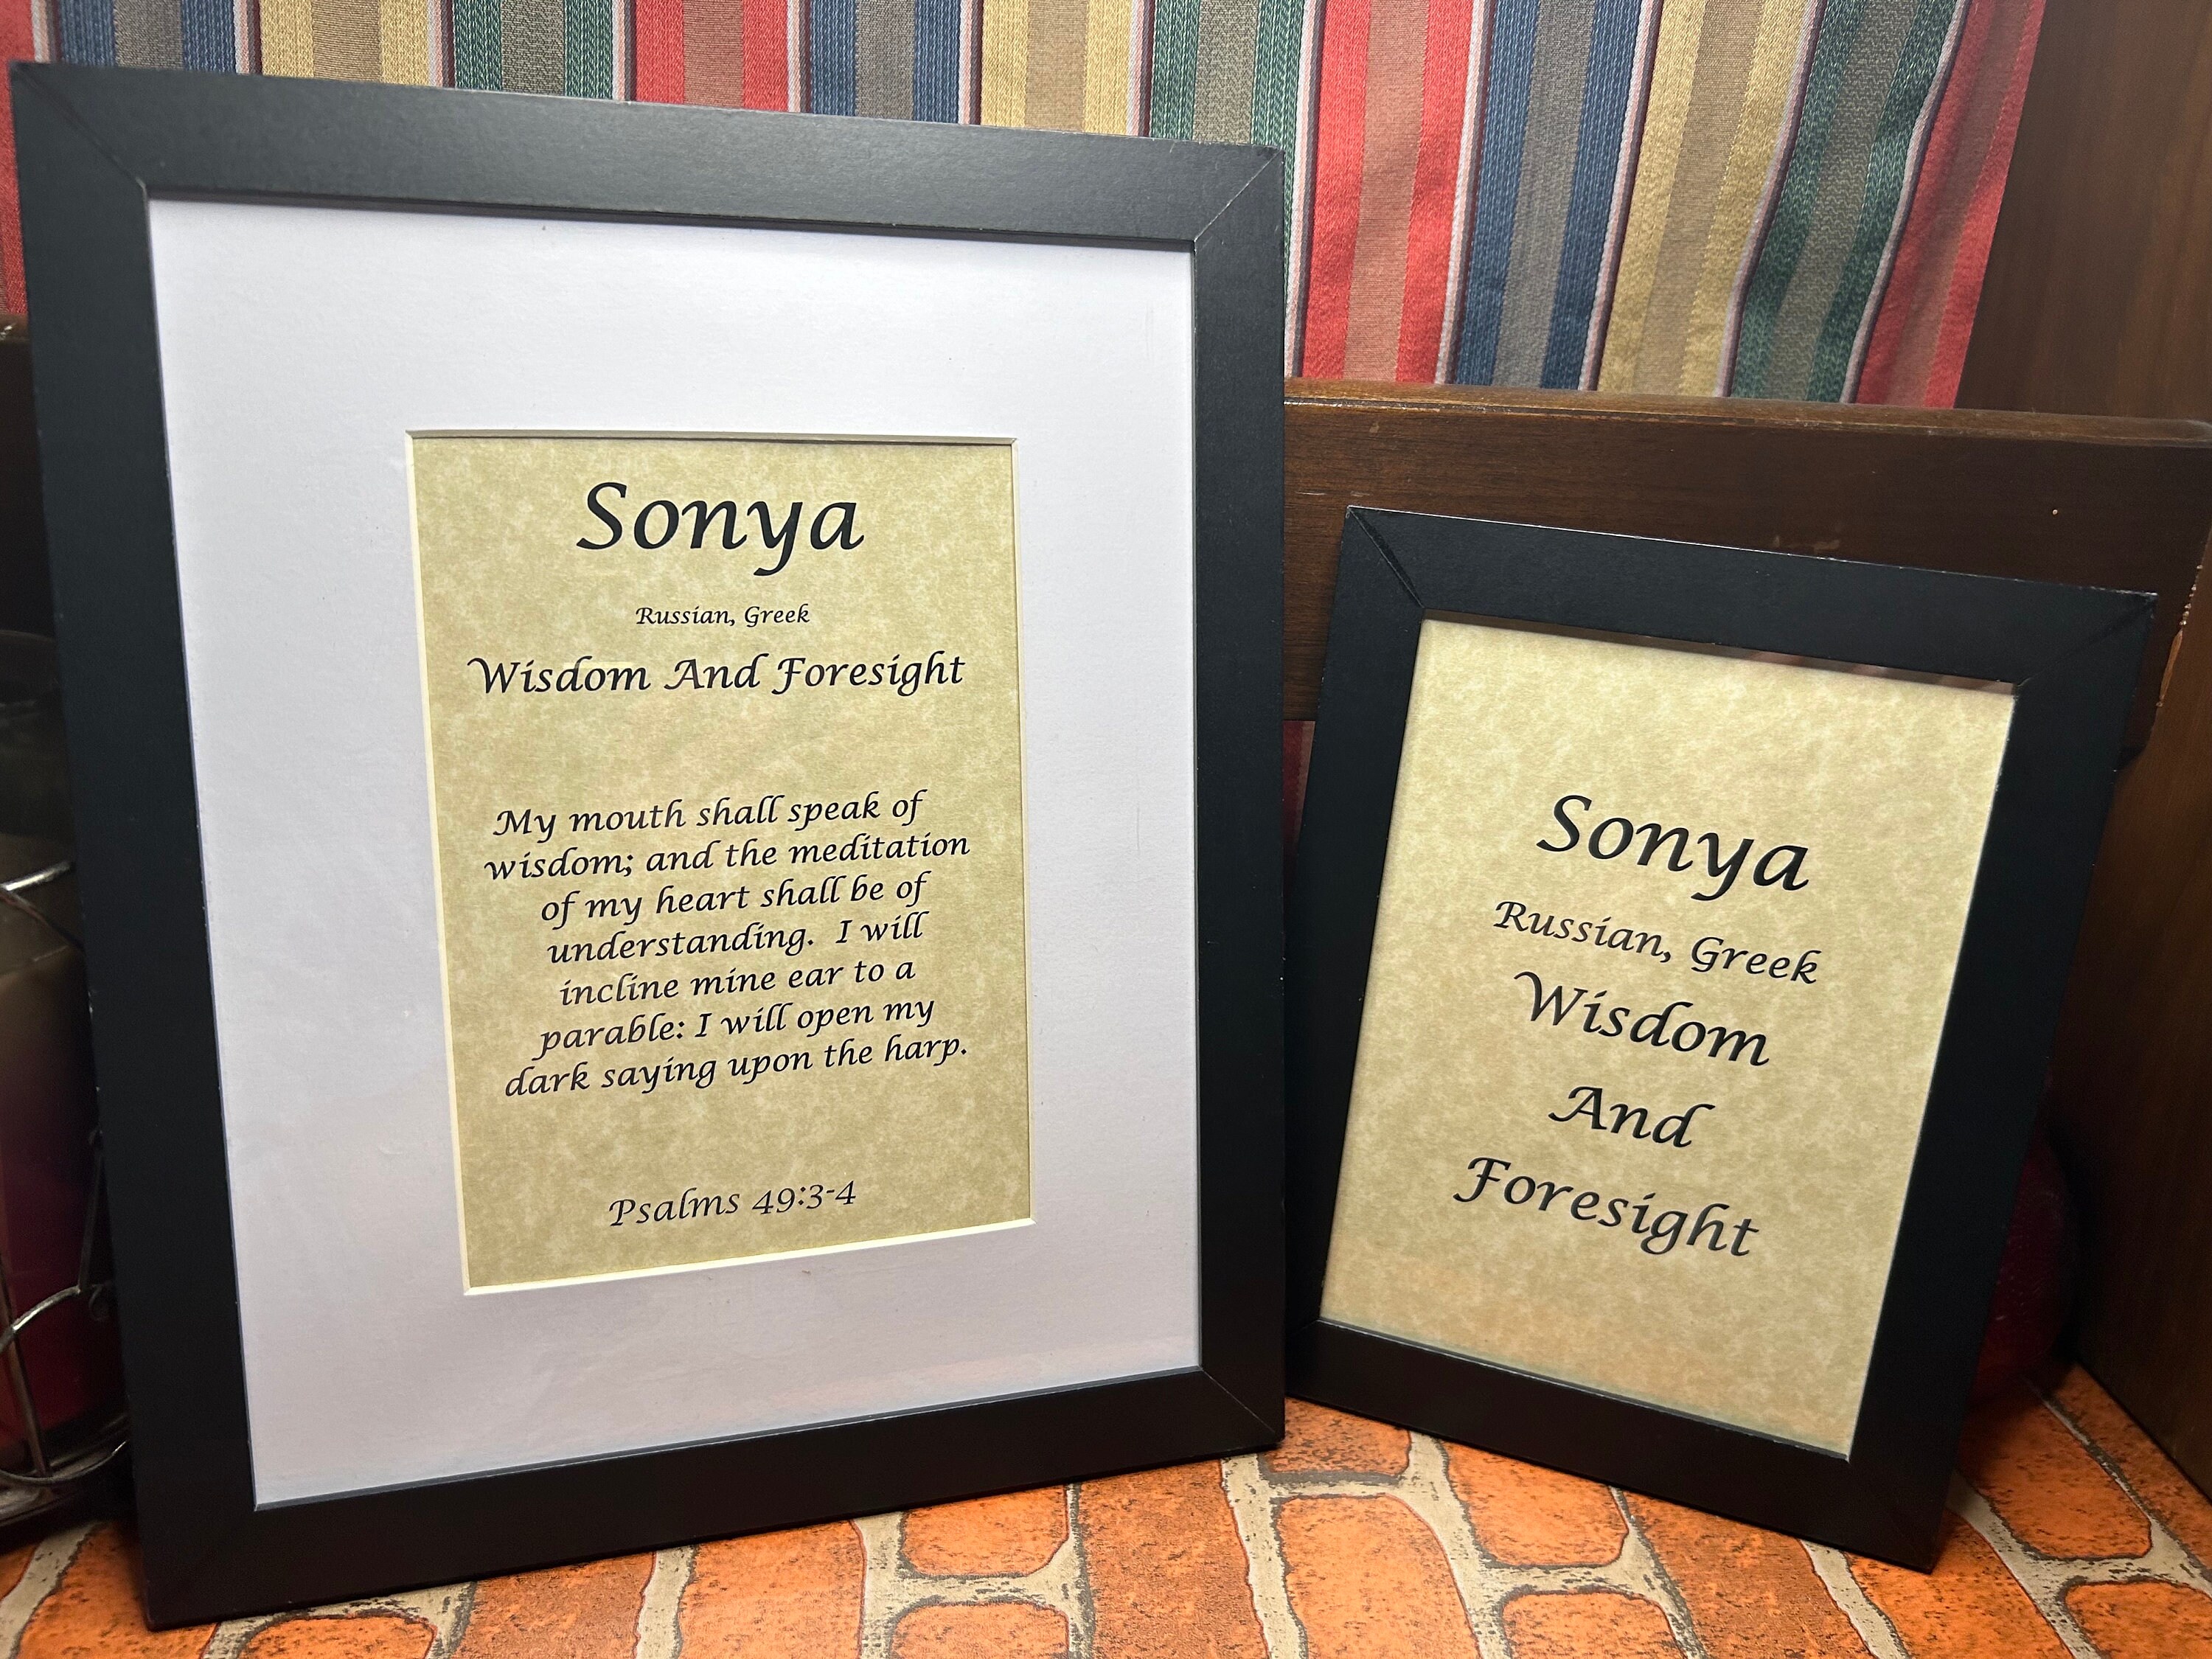 Sonya
Russian, Greek
Wisdom And Foresight
My mouth shall speak of
wisdom; and the meditation
of my heart shall be of
understanding.  I will
incline mine ear to a
parable: I will open my
dark saying upon the harp.
Psalms 49:3-4
Sonya
Russian, Greek
Wisdom
And
Foresight